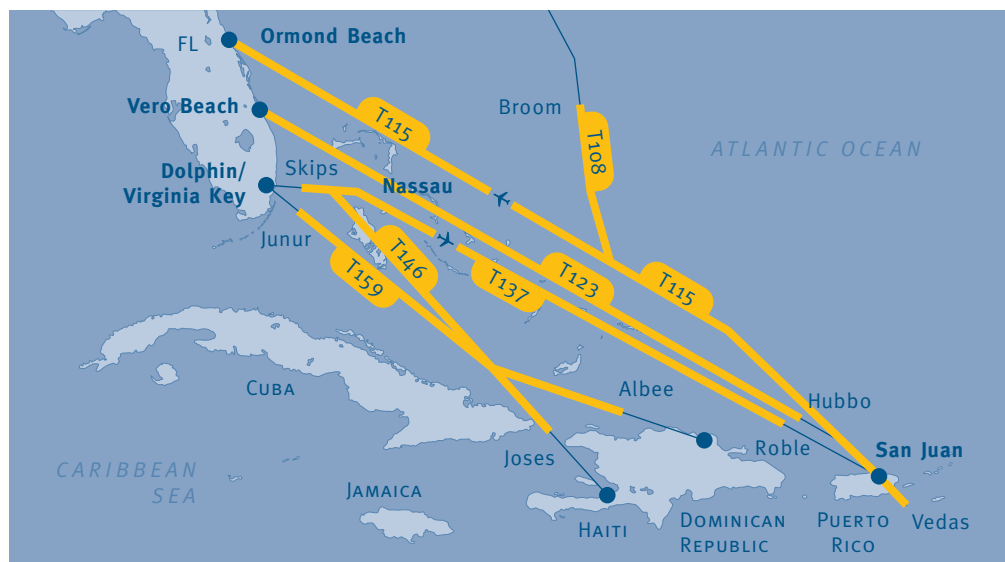 FL
Ormond Beach
Vero Beach
T115
Broom
T108
ATLANTIC OCEAN
Dolphin/
Virginia Key
Skips
Nassau
Junur
T146
T159
T137
T123
T115
CUBA
Albee
Hubbo
Roble
San Juan
CARIBBEAN
SEA
Joses
JAMAICA
HAITI
DOMINICAN
REPUBLIC
PUERTO
RICO
Vedas